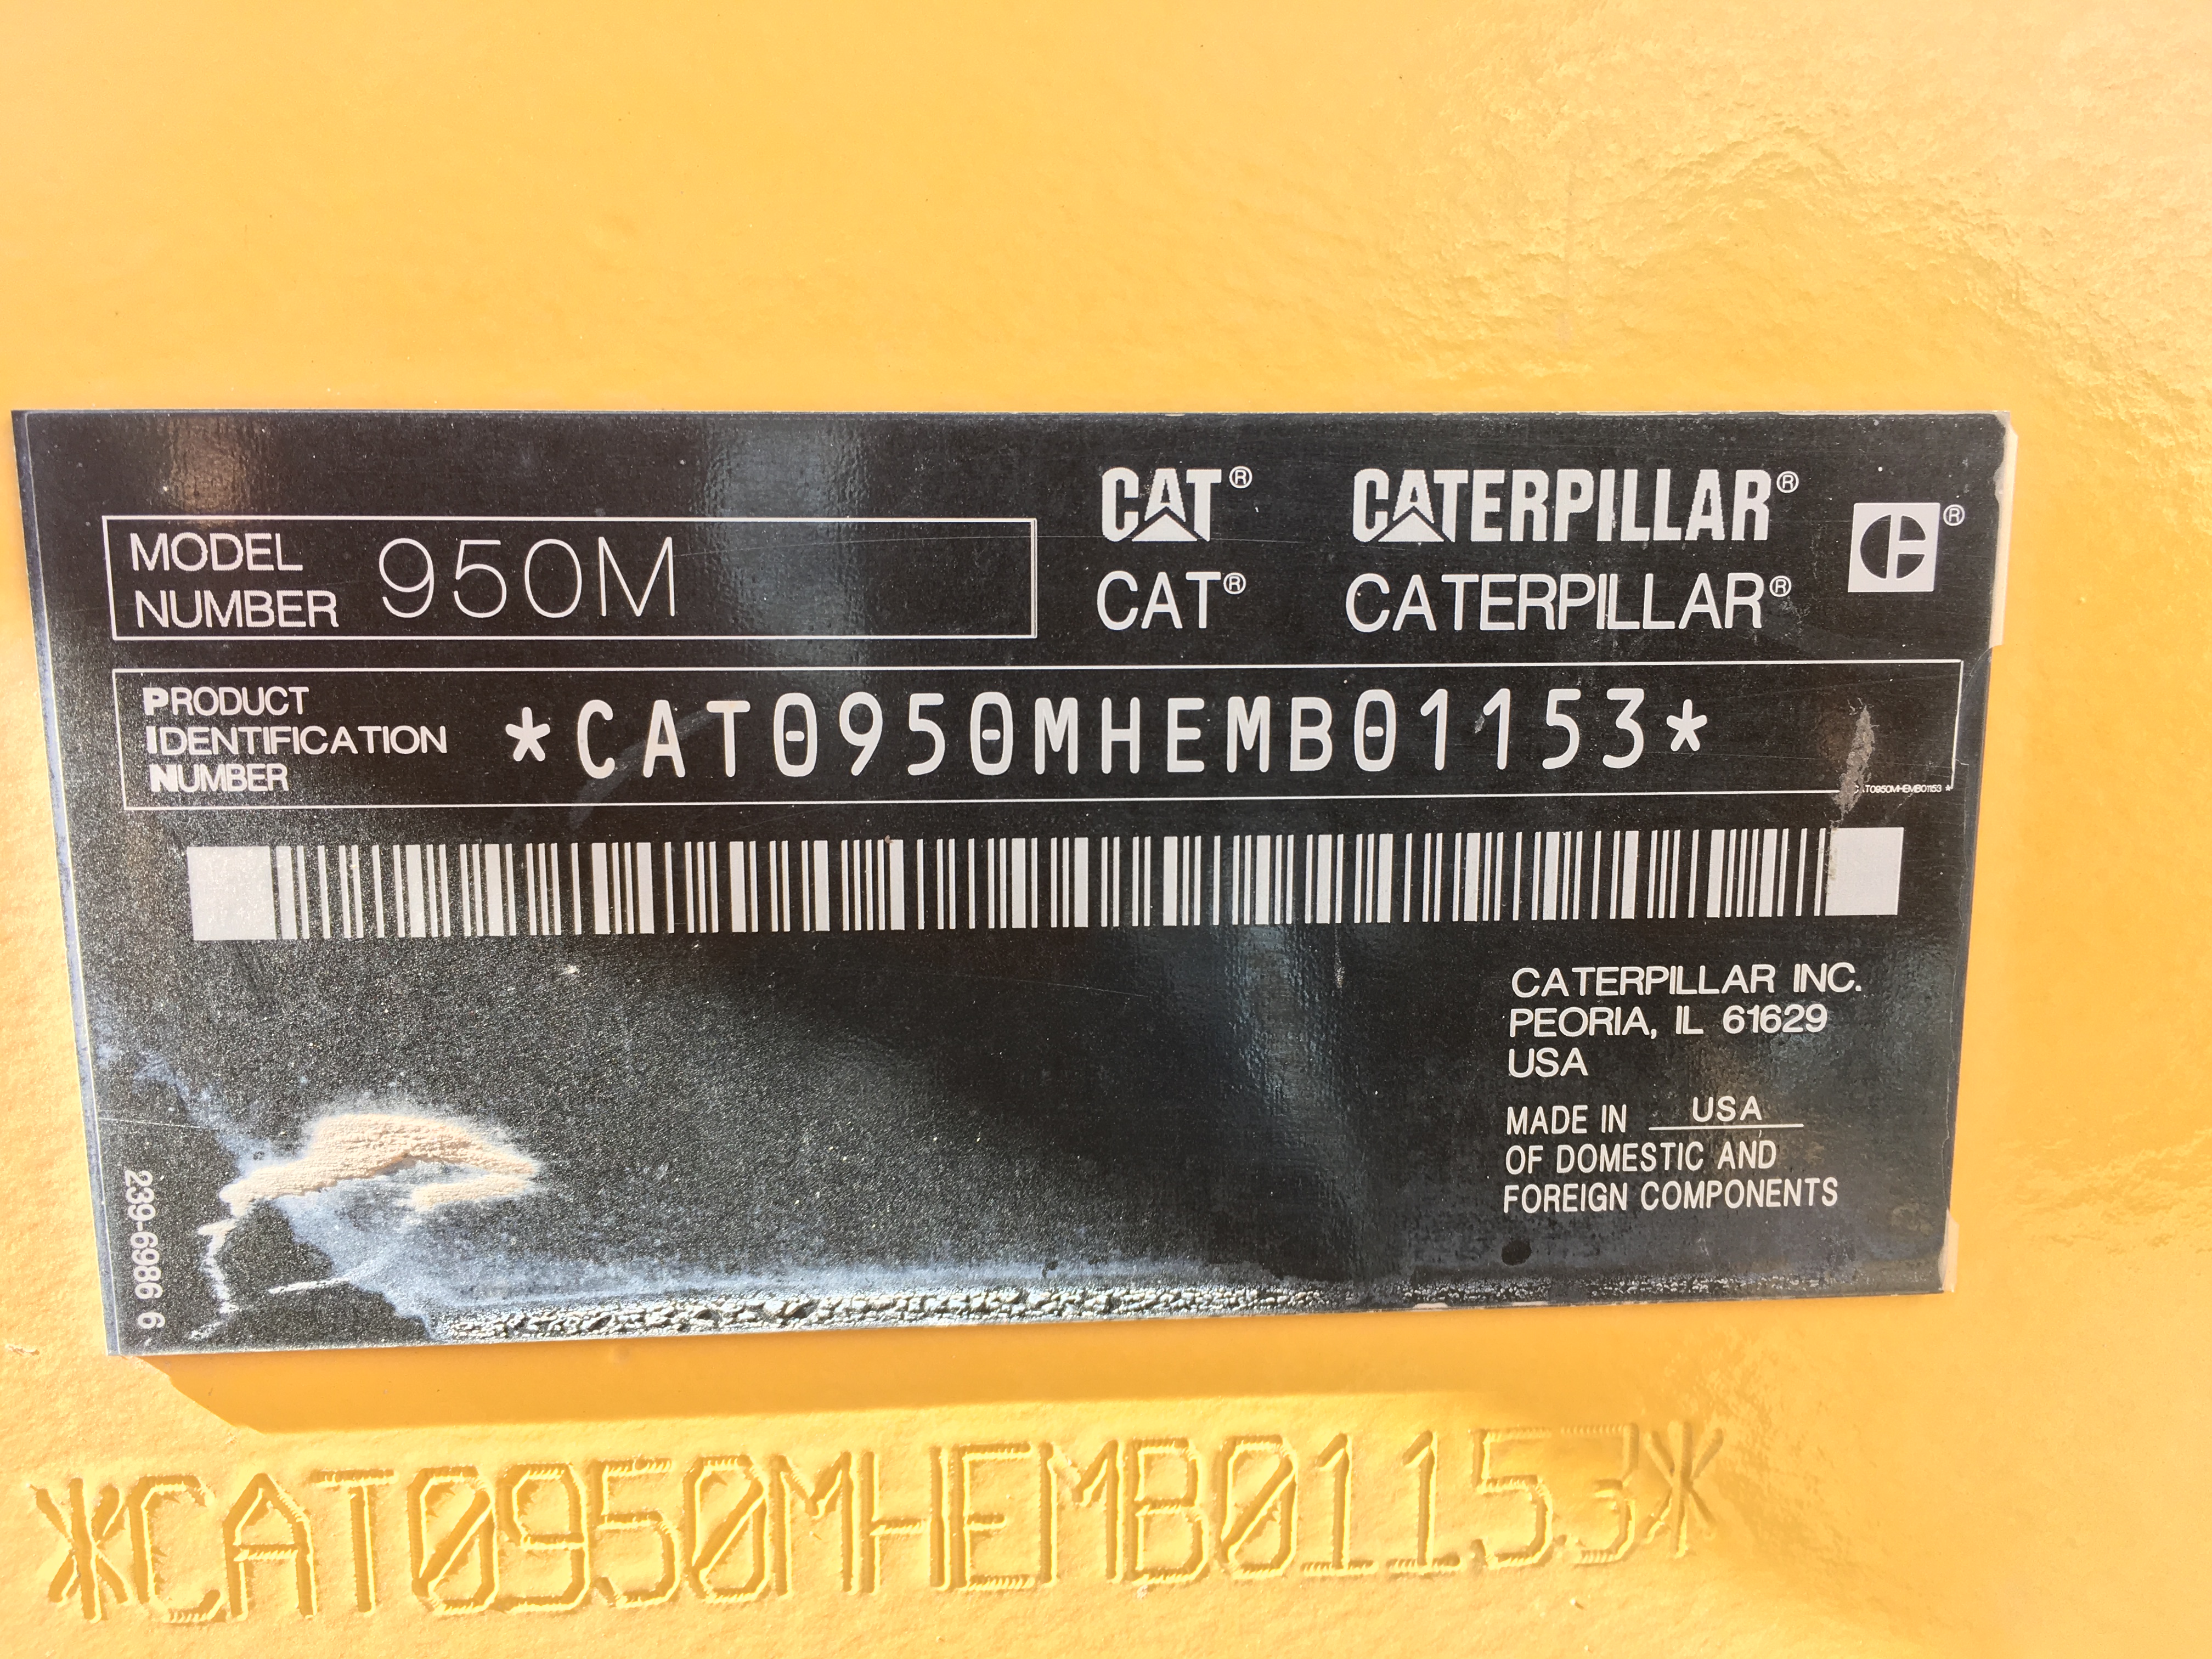 CAT® CATERPILLAR®
CAT® CATERPILLAR®
MODEL
NUMBER
950M
PRODUCT
IDENTIFICATION
NUMBER
*CAT0950MHEMB01153*
CAT0950MHEMB01153 *
CATERPILLAR INC.
PEORIA, IL 61629
USA
MADE IN USA
OF DOMESTIC AND
FOREIGN COMPONENTS
239-6986 6
*CAT0950MHEMB01153*